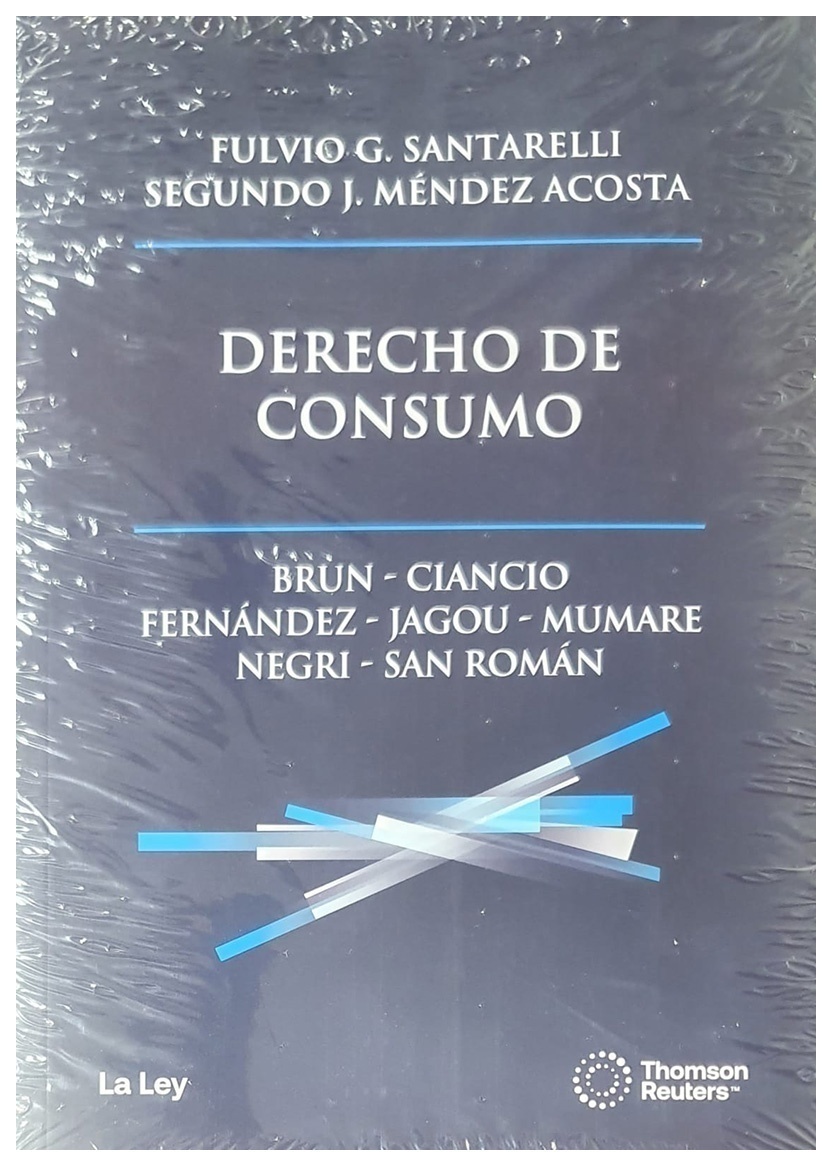 FULVIO G. SANTARELLI
SEGUNDO J. MÉNDEZ ACOSTA
DERECHO DE
CONSUMO
BRUN - CIANCIO
FERNÁNDEZ - JAGOU - MUMARE
NEGRI - SAN ROMÁN
La Ley
Thomson
Reuters™